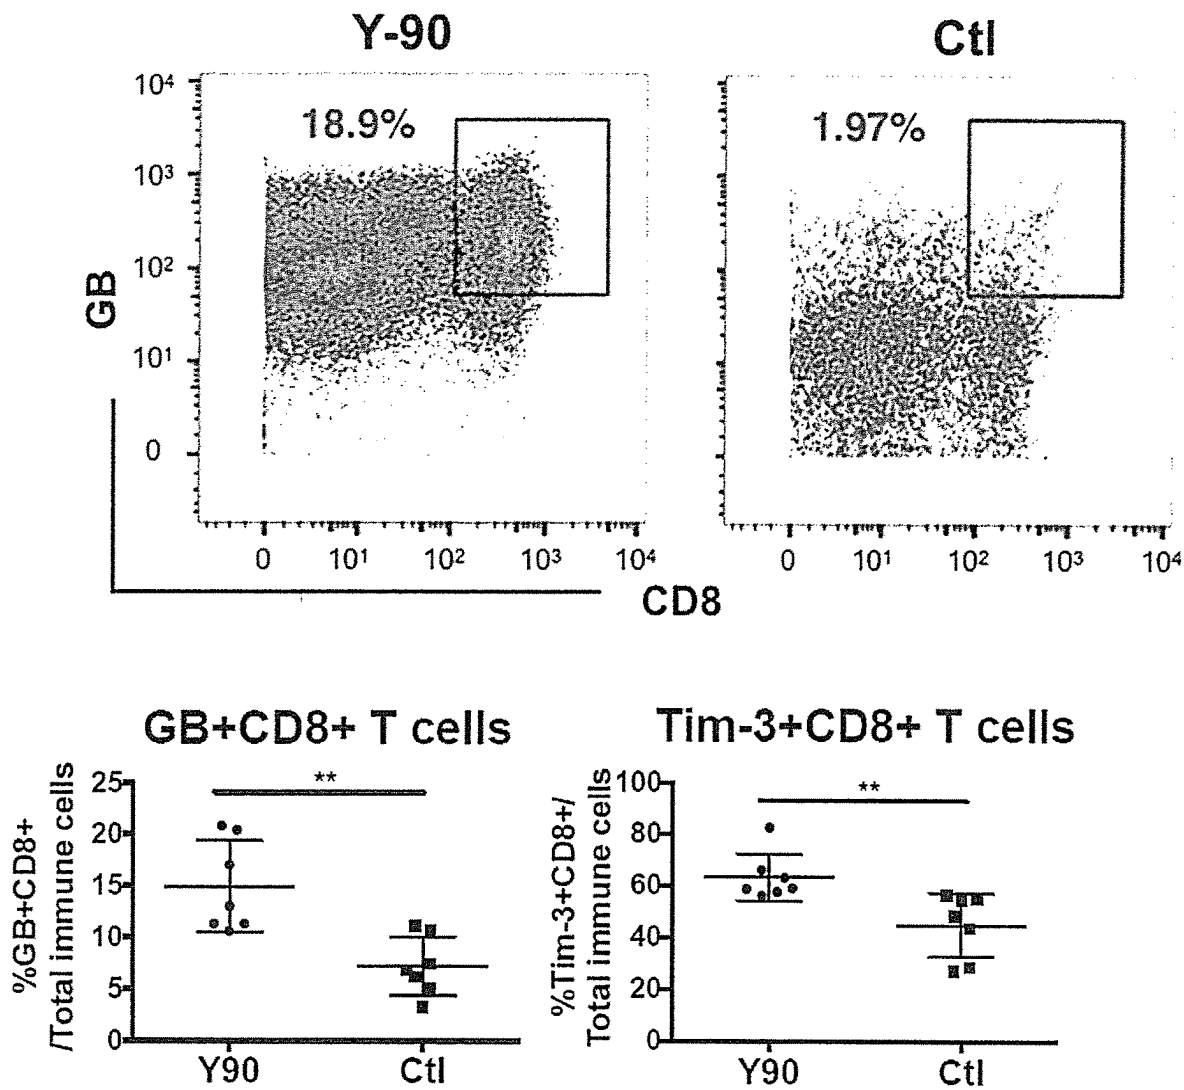 Y-90
Ctl
18.9%
1.97%
GB
10⁴
10³
10²
10¹
0
0 10¹ 10² 10³ 10⁴
0 10¹ 10² 10³ 10⁴
CD8
GB+CD8+ T cells
Tim-3+CD8+ T cells
%GB+CD8+
/Total immune cells
25
20
15
10
5
0
**
Y90 Ctl
%Tim-3+CD8+/
Total immune cells
100
80
60
40
20
0
**
Y90 Ctl